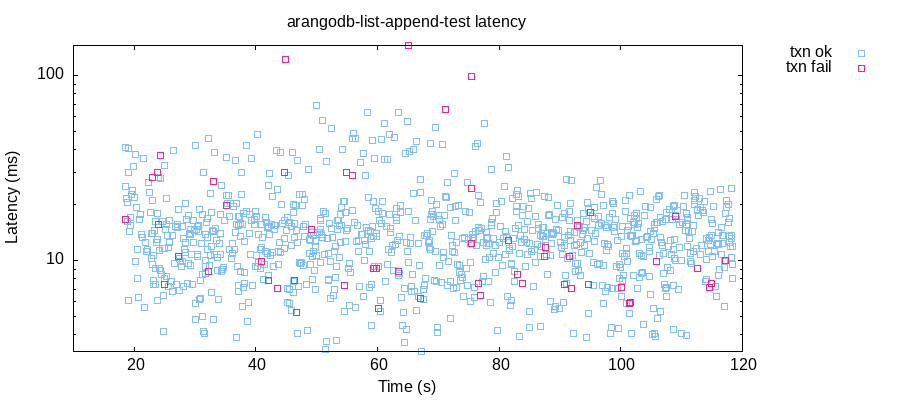 arangodb-list-append-test latency
txn ok
txn fail
Latency (ms)
100
10
20
40
60
80
100
120
Time (s)